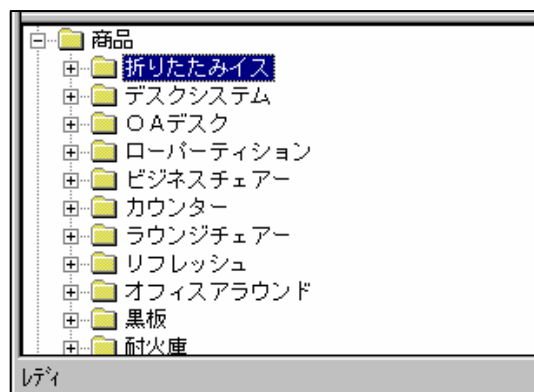 商品
折りたたみイス
デスクシステム
ＯＡデスク
ローパーティション
ビジネスチェアー
カウンター
ラウンジチェアー
リフレッシュ
オフィスアラウンド
黒板
耐火庫
ﾚﾃﾞｨ